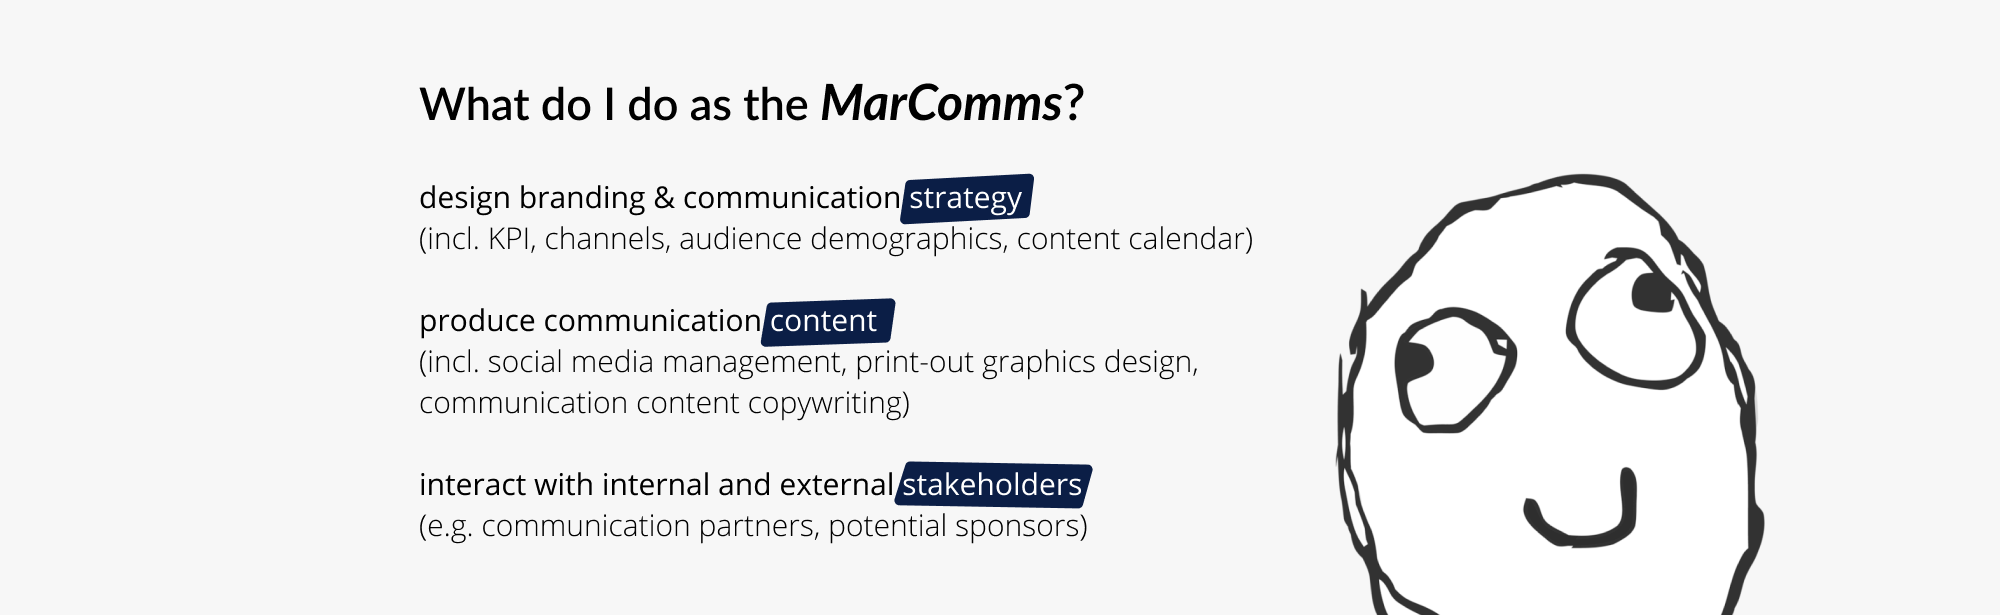 What do I do as the MarComms?
design branding & communication strategy
(incl. KPI, channels, audience demographics, content calendar)
produce communication content
(incl. social media management, print-out graphics design,
communication content copywriting)
interact with internal and external stakeholders
(e.g. communication partners, potential sponsors)